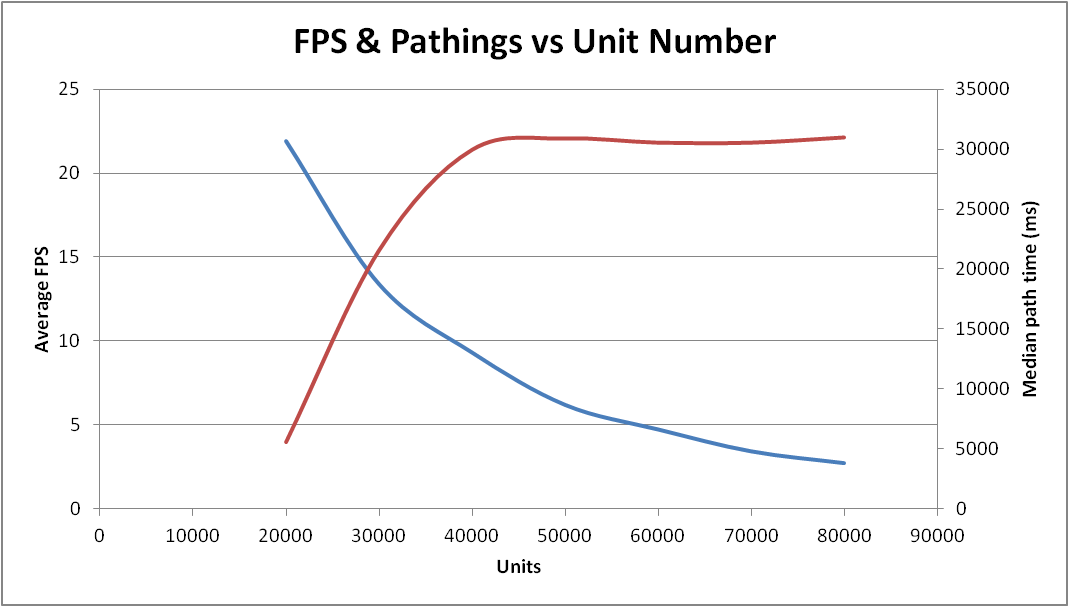 FPS & Pathings vs Unit Number
25
20
15
10
5
0
Average FPS
35000
30000
25000
20000
15000
10000
5000
0
Median path time (ms)
0 10000 20000 30000 40000 50000 60000 70000 80000 90000
Units